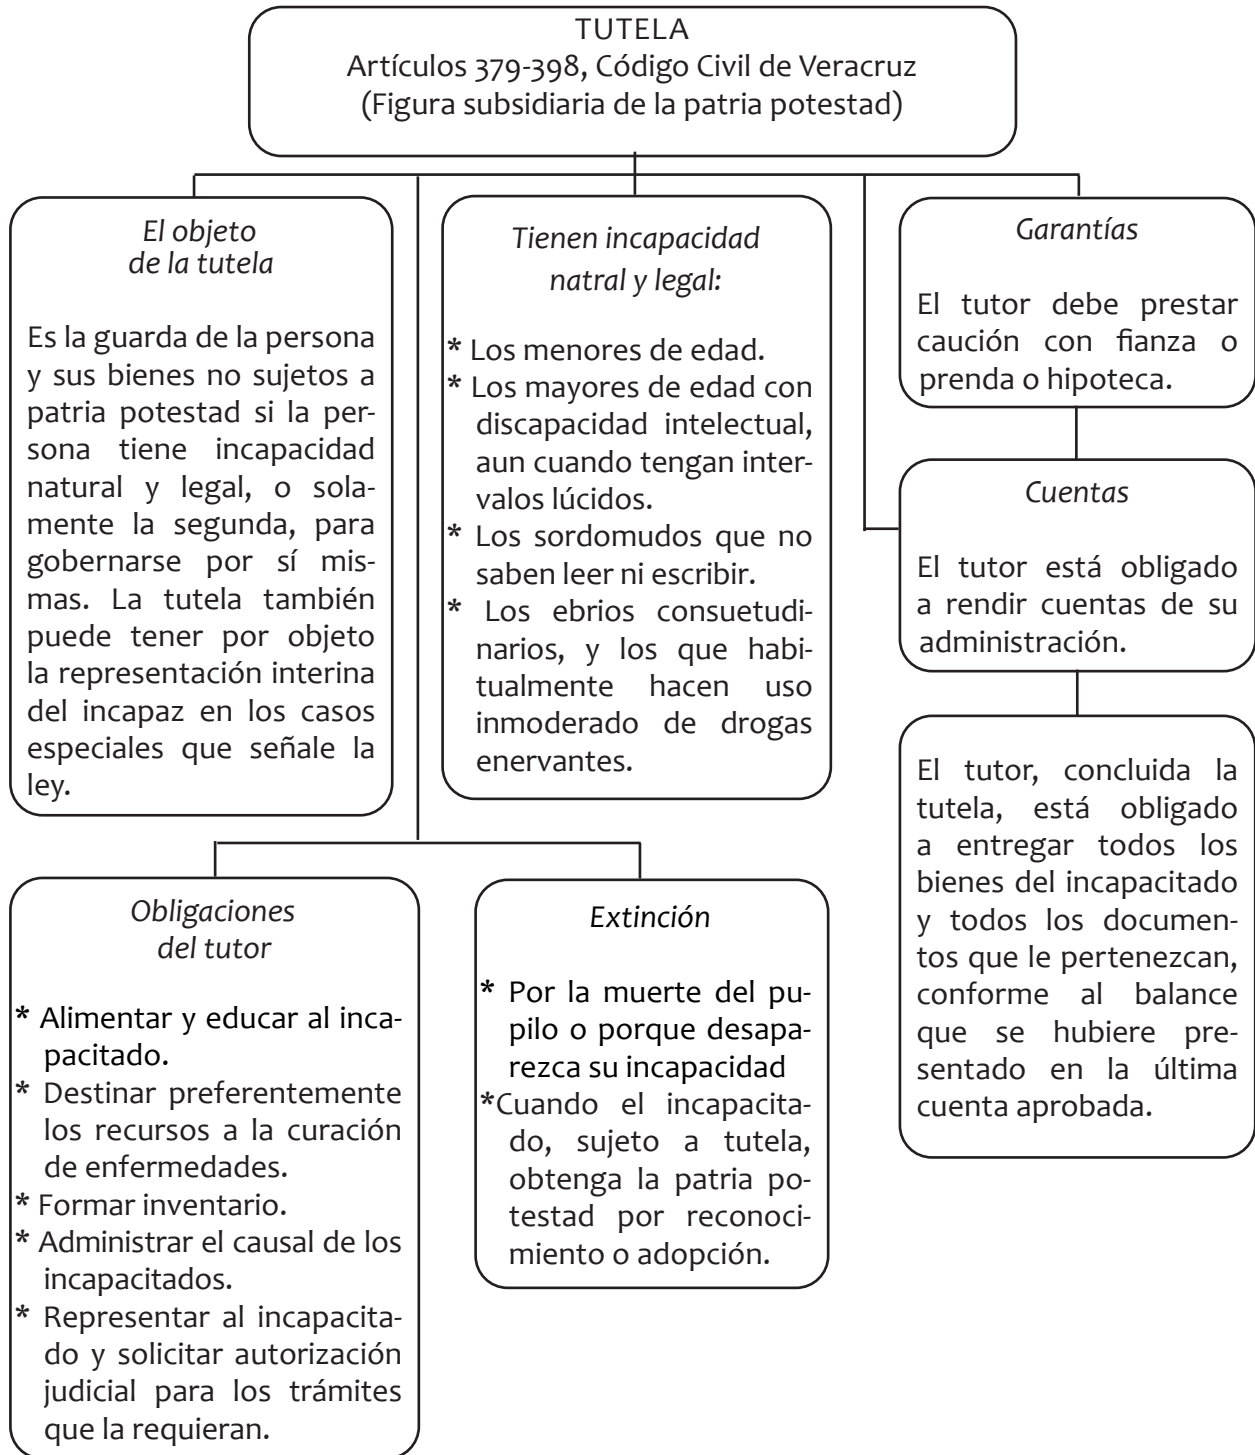 TUTELA
Artículos 379-398, Código Civil de Veracruz
(Figura subsidiaria de la patria potestad)
El objeto
de la tutela
Es la guarda de la persona
y sus bienes no sujetos a
patria potestad si la per-
sona tiene incapacidad
natural y legal, o sola-
mente la segunda, para
gobernarse por sí mis-
mas. La tutela también
puede tener por objeto
la representación interina
del incapaz en los casos
especiales que señale la
ley.
Tienen incapacidad
natral y legal:
* Los menores de edad.
* Los mayores de edad con
discapacidad intelectual,
aun cuando tengan inter-
valos lúcidos.
* Los sordomudos que no
saben leer ni escribir.
* Los ebrios consuetudi-
narios, y los que habi-
tualmente hacen uso
inmoderado de drogas
enervantes.
Garantías
El tutor debe prestar
caución con fianza o
prenda o hipoteca.
Cuentas
El tutor está obligado
a rendir cuentas de su
administración.
El tutor, concluida la
tutela, está obligado
a entregar todos los
bienes del incapacitado
y todos los documen-
tos que le pertenezcan,
conforme al balance
que se hubiere pre-
sentado en la última
cuenta aprobada.
Obligaciones
del tutor
* Alimentar y educar al inca-
pacitado.
* Destinar preferentemente
los recursos a la curación
de enfermedades.
* Formar inventario.
* Administrar el causal de los
incapacitados.
* Representar al incapacita-
do y solicitar autorización
judicial para los trámites
que la requieran.
Extinción
* Por la muerte del pu-
pilo o porque desapa-
rezca su incapacidad
*Cuando el incapacita-
do, sujeto a tutela,
obtenga la patria po-
testad por reconoci-
miento o adopción.